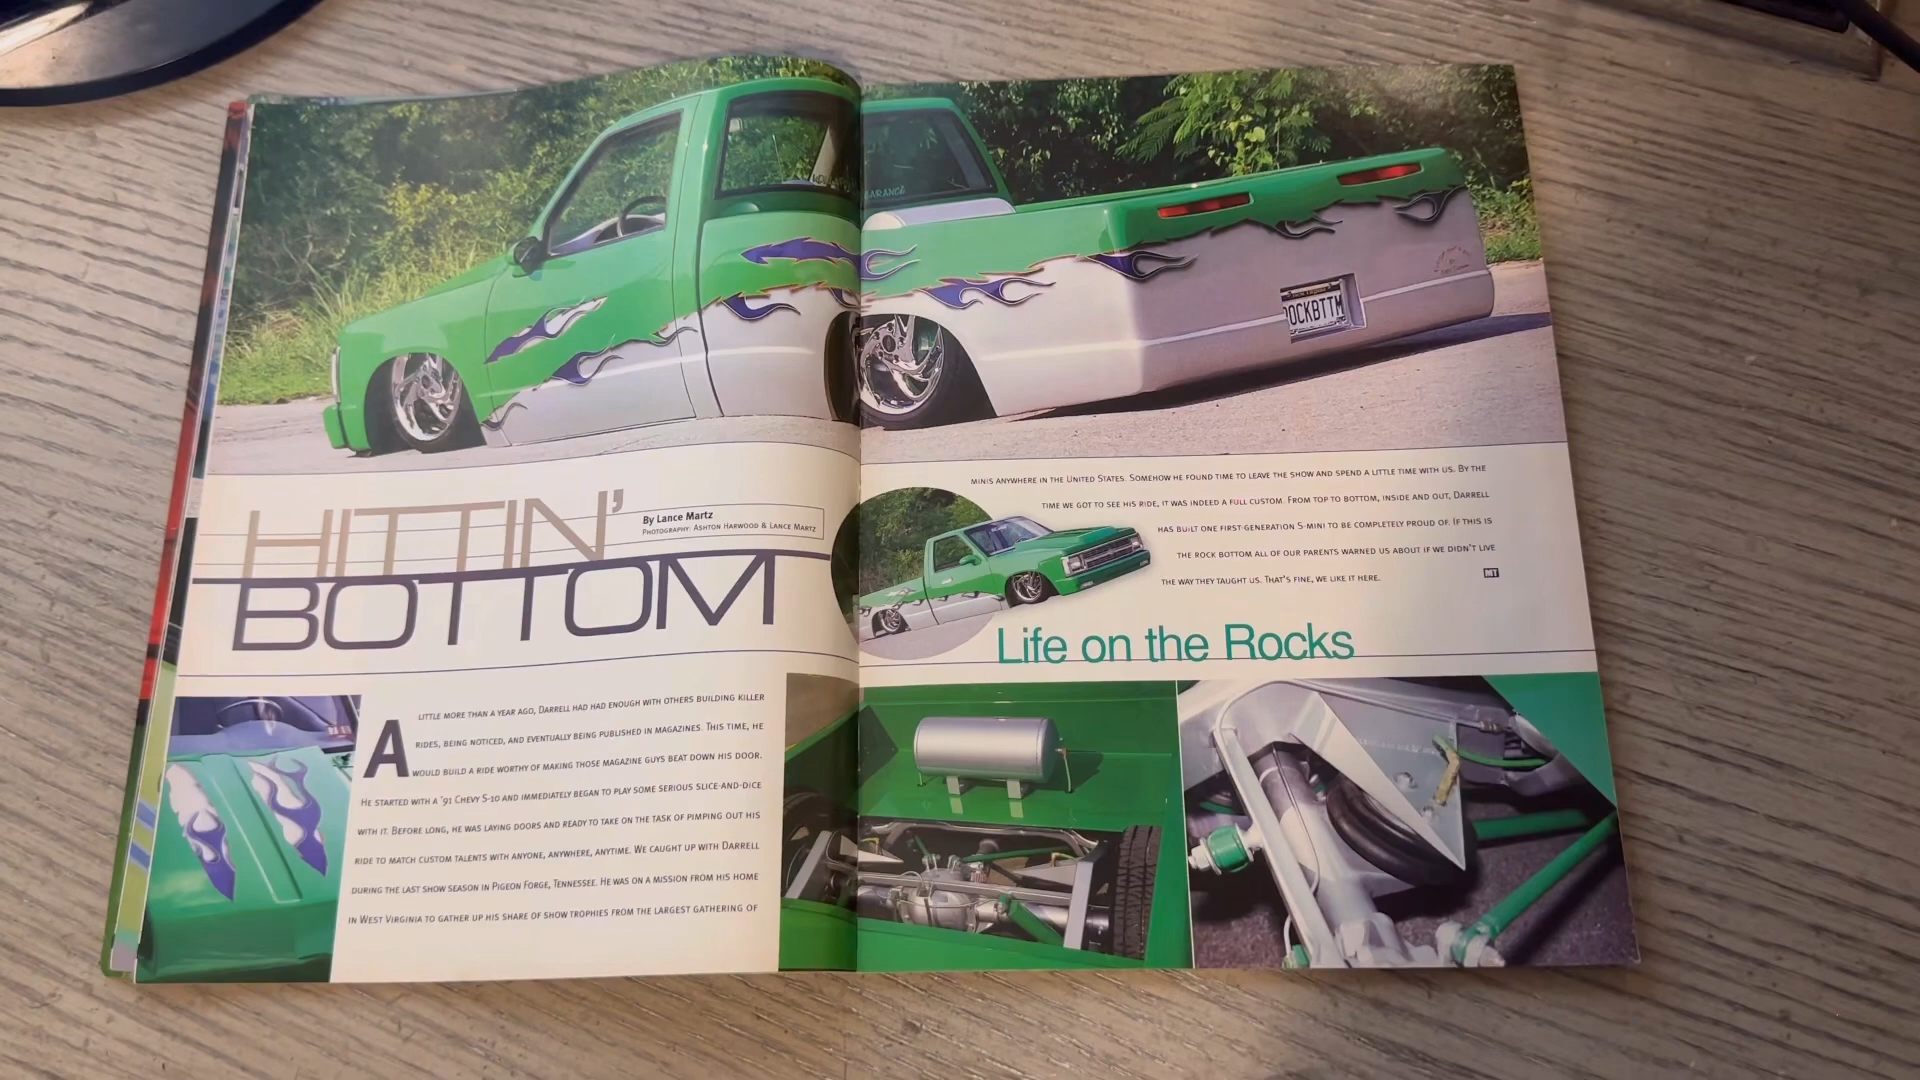 ROCKBTTM
HITTIN'
BOTTOM
By Lance Martz
PHOTOGRAPHY: ASHTON HARWOOD & LANCE MARTZ
A LITTLE MORE THAN A YEAR AGO, DARRELL HAD HAD ENOUGH WITH OTHERS BUILDING KILLER
RIDES, BEING NOTICED, AND EVENTUALLY BEING PUBLISHED IN MAGAZINES. THIS TIME, HE
WOULD BUILD A RIDE WORTHY OF MAKING THOSE MAGAZINE GUYS BEAT DOWN HIS DOOR.
HE STARTED WITH A '91 CHEVY S-10 AND IMMEDIATELY BEGAN TO PLAY SOME SERIOUS SLICE-AND-DICE
WITH IT. BEFORE LONG, HE WAS LAYING DOORS AND READY TO TAKE ON THE TASK OF PIMPING OUT HIS
RIDE TO MATCH CUSTOM TALENTS WITH ANYONE, ANYWHERE, ANYTIME. WE CAUGHT UP WITH DARRELL
DURING THE LAST SHOW SEASON IN PIGEON FORGE, TENNESSEE. HE WAS ON A MISSION FROM HIS HOME
IN WEST VIRGINIA TO GATHER UP HIS SHARE OF SHOW TROPHIES FROM THE LARGEST GATHERING OF
MINIS ANYWHERE IN THE UNITED STATES. SOMEHOW HE FOUND TIME TO LEAVE THE SHOW AND SPEND A LITTLE TIME WITH US. BY THE
TIME WE GOT TO SEE HIS RIDE, IT WAS INDEED A FULL CUSTOM. FROM TOP TO BOTTOM, INSIDE AND OUT, DARRELL
HAS BUILT ONE FIRST-GENERATION S-MINI TO BE COMPLETELY PROUD OF. IF THIS IS
THE ROCK BOTTOM ALL OF OUR PARENTS WARNED US ABOUT IF WE DIDN'T LIVE
THE WAY THEY TAUGHT US. THAT'S FINE, WE LIKE IT HERE. MT
Life on the Rocks